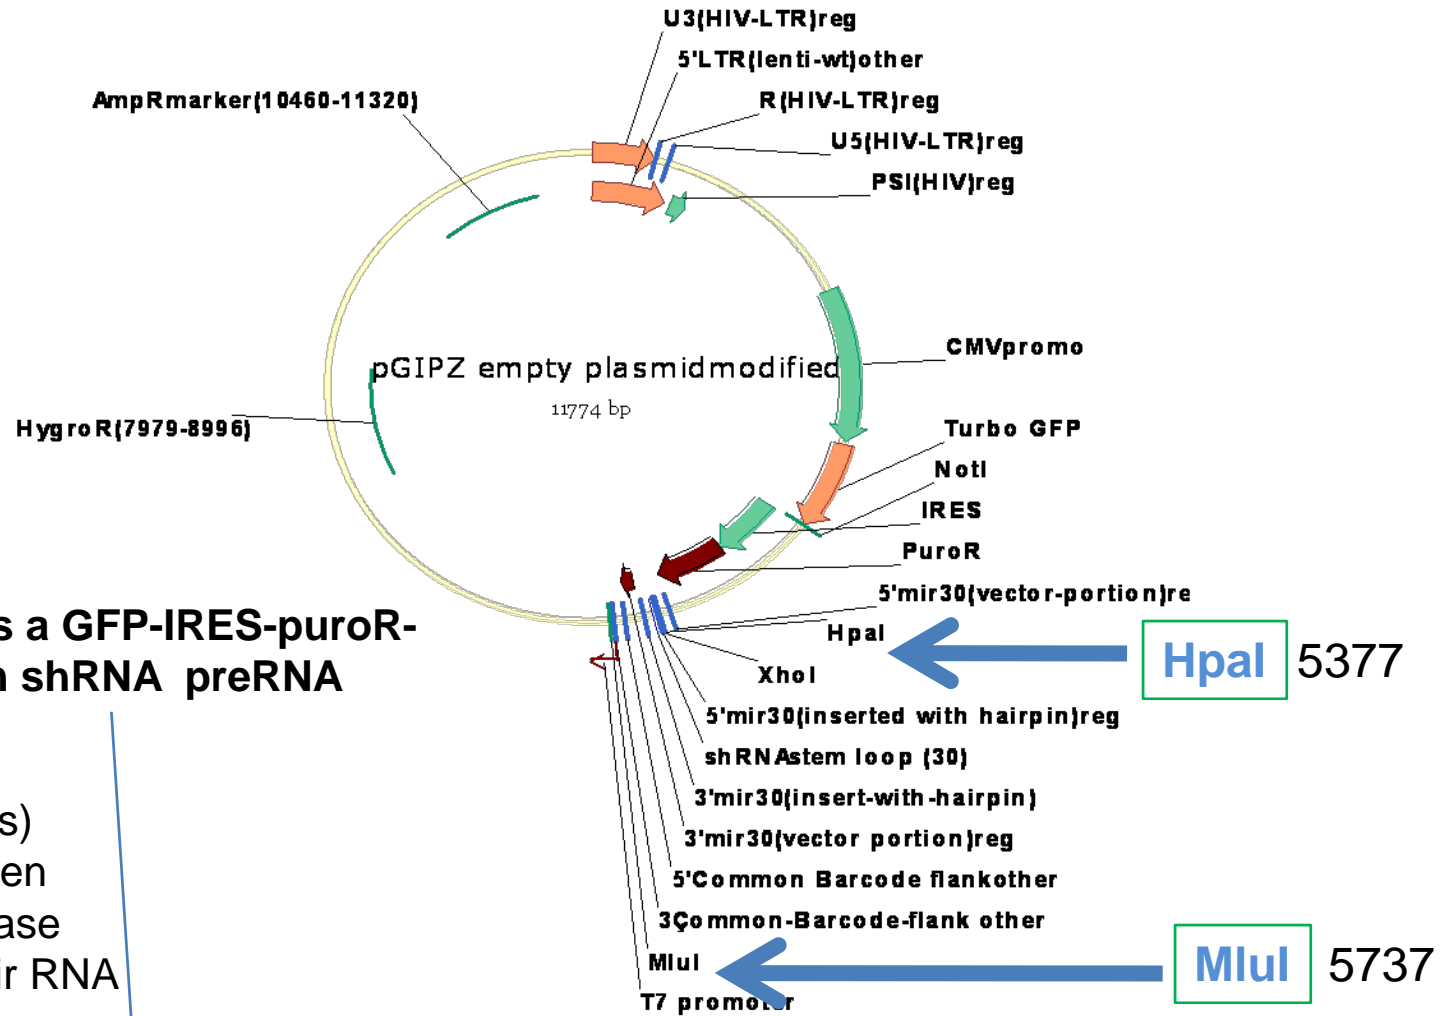 U3(HIV-LTR)reg
5'LTR(lenti-wt)other
AmpRmarker(10460-11320)
R(HIV-LTR)reg
U5(HIV-LTR)reg
PSI(HIV)reg
CMVpromo
pGIPZ empty plasmidmodified
11774 bp
HygroR(7979-8996)
Turbo GFP
NotI
IRES
PuroR
5'mir30(vector-portion)re
HpaI
HpaI 5377
XhoI
5'mir30(inserted with hairpin)reg
shRNAstem loop (30)
3'mir30(insert-with-hairpin)
3'mir30(vector portion)reg
5'Common Barcode flankother
3Common-Barcode-flank other
MluI
MluI 5737
T7 promoter
s a GFP-IRES-puroR-
n shRNA preRNA
s)
en
ase
ir RNA